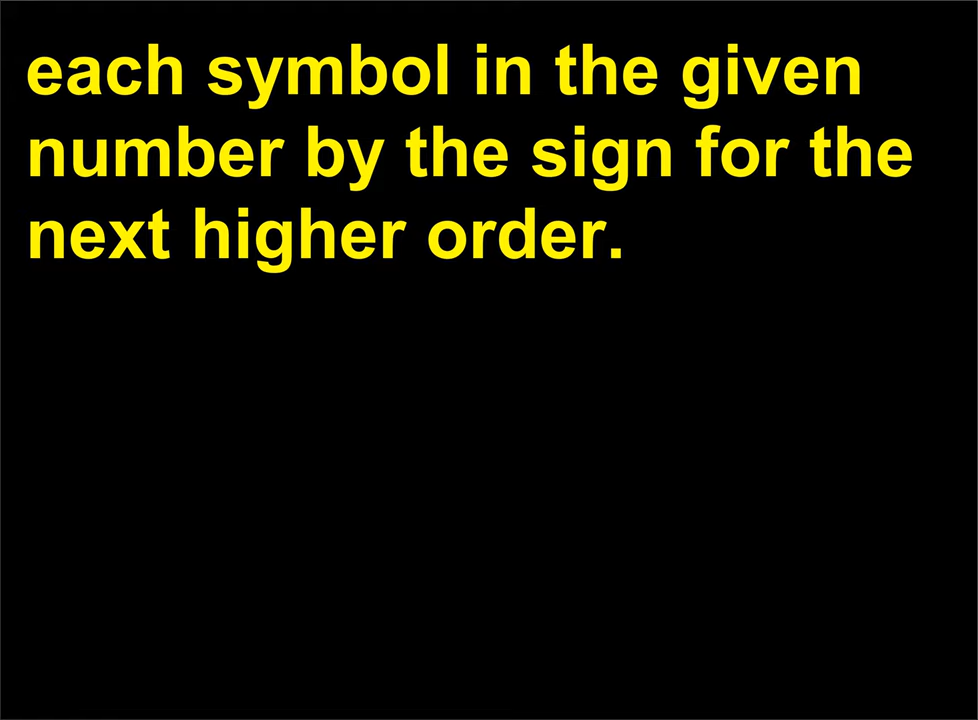 each symbol in the given
number by the sign for the
next higher order.